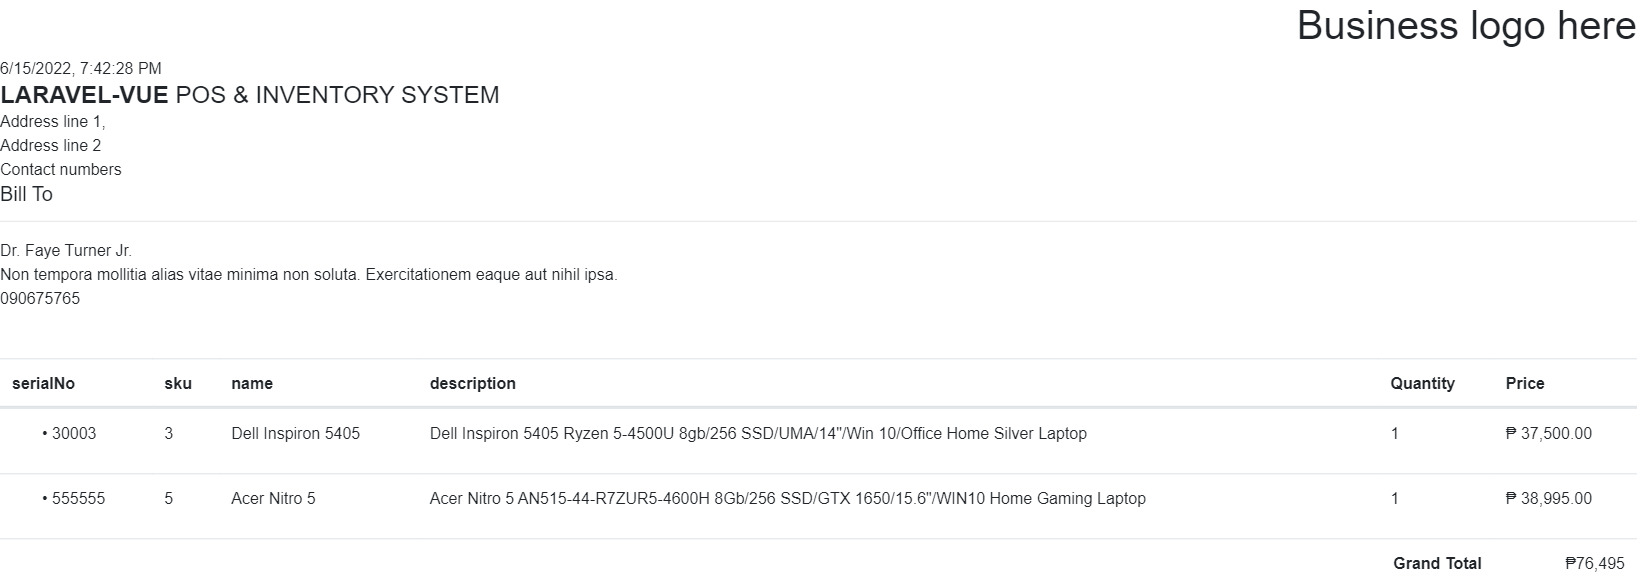 Business logo here
6/15/2022, 7:42:28 PM
LARAVEL-VUE POS & INVENTORY SYSTEM
Address line 1,
Address line 2
Contact numbers
Bill To
Dr. Faye Turner Jr.
Non tempora mollitia alias vitae minima non soluta. Exercitationem eaque aut nihil ipsa.
090675765
serialNo sku name description Quantity Price
• 30003 3 Dell Inspiron 5405 Dell Inspiron 5405 Ryzen 5-4500U 8gb/256 SSD/UMA/14"/Win 10/Office Home Silver Laptop 1 ₱ 37,500.00
• 555555 5 Acer Nitro 5 Acer Nitro 5 AN515-44-R7ZUR5-4600H 8Gb/256 SSD/GTX 1650/15.6"/WIN10 Home Gaming Laptop 1 ₱ 38,995.00
Grand Total ₱76,495